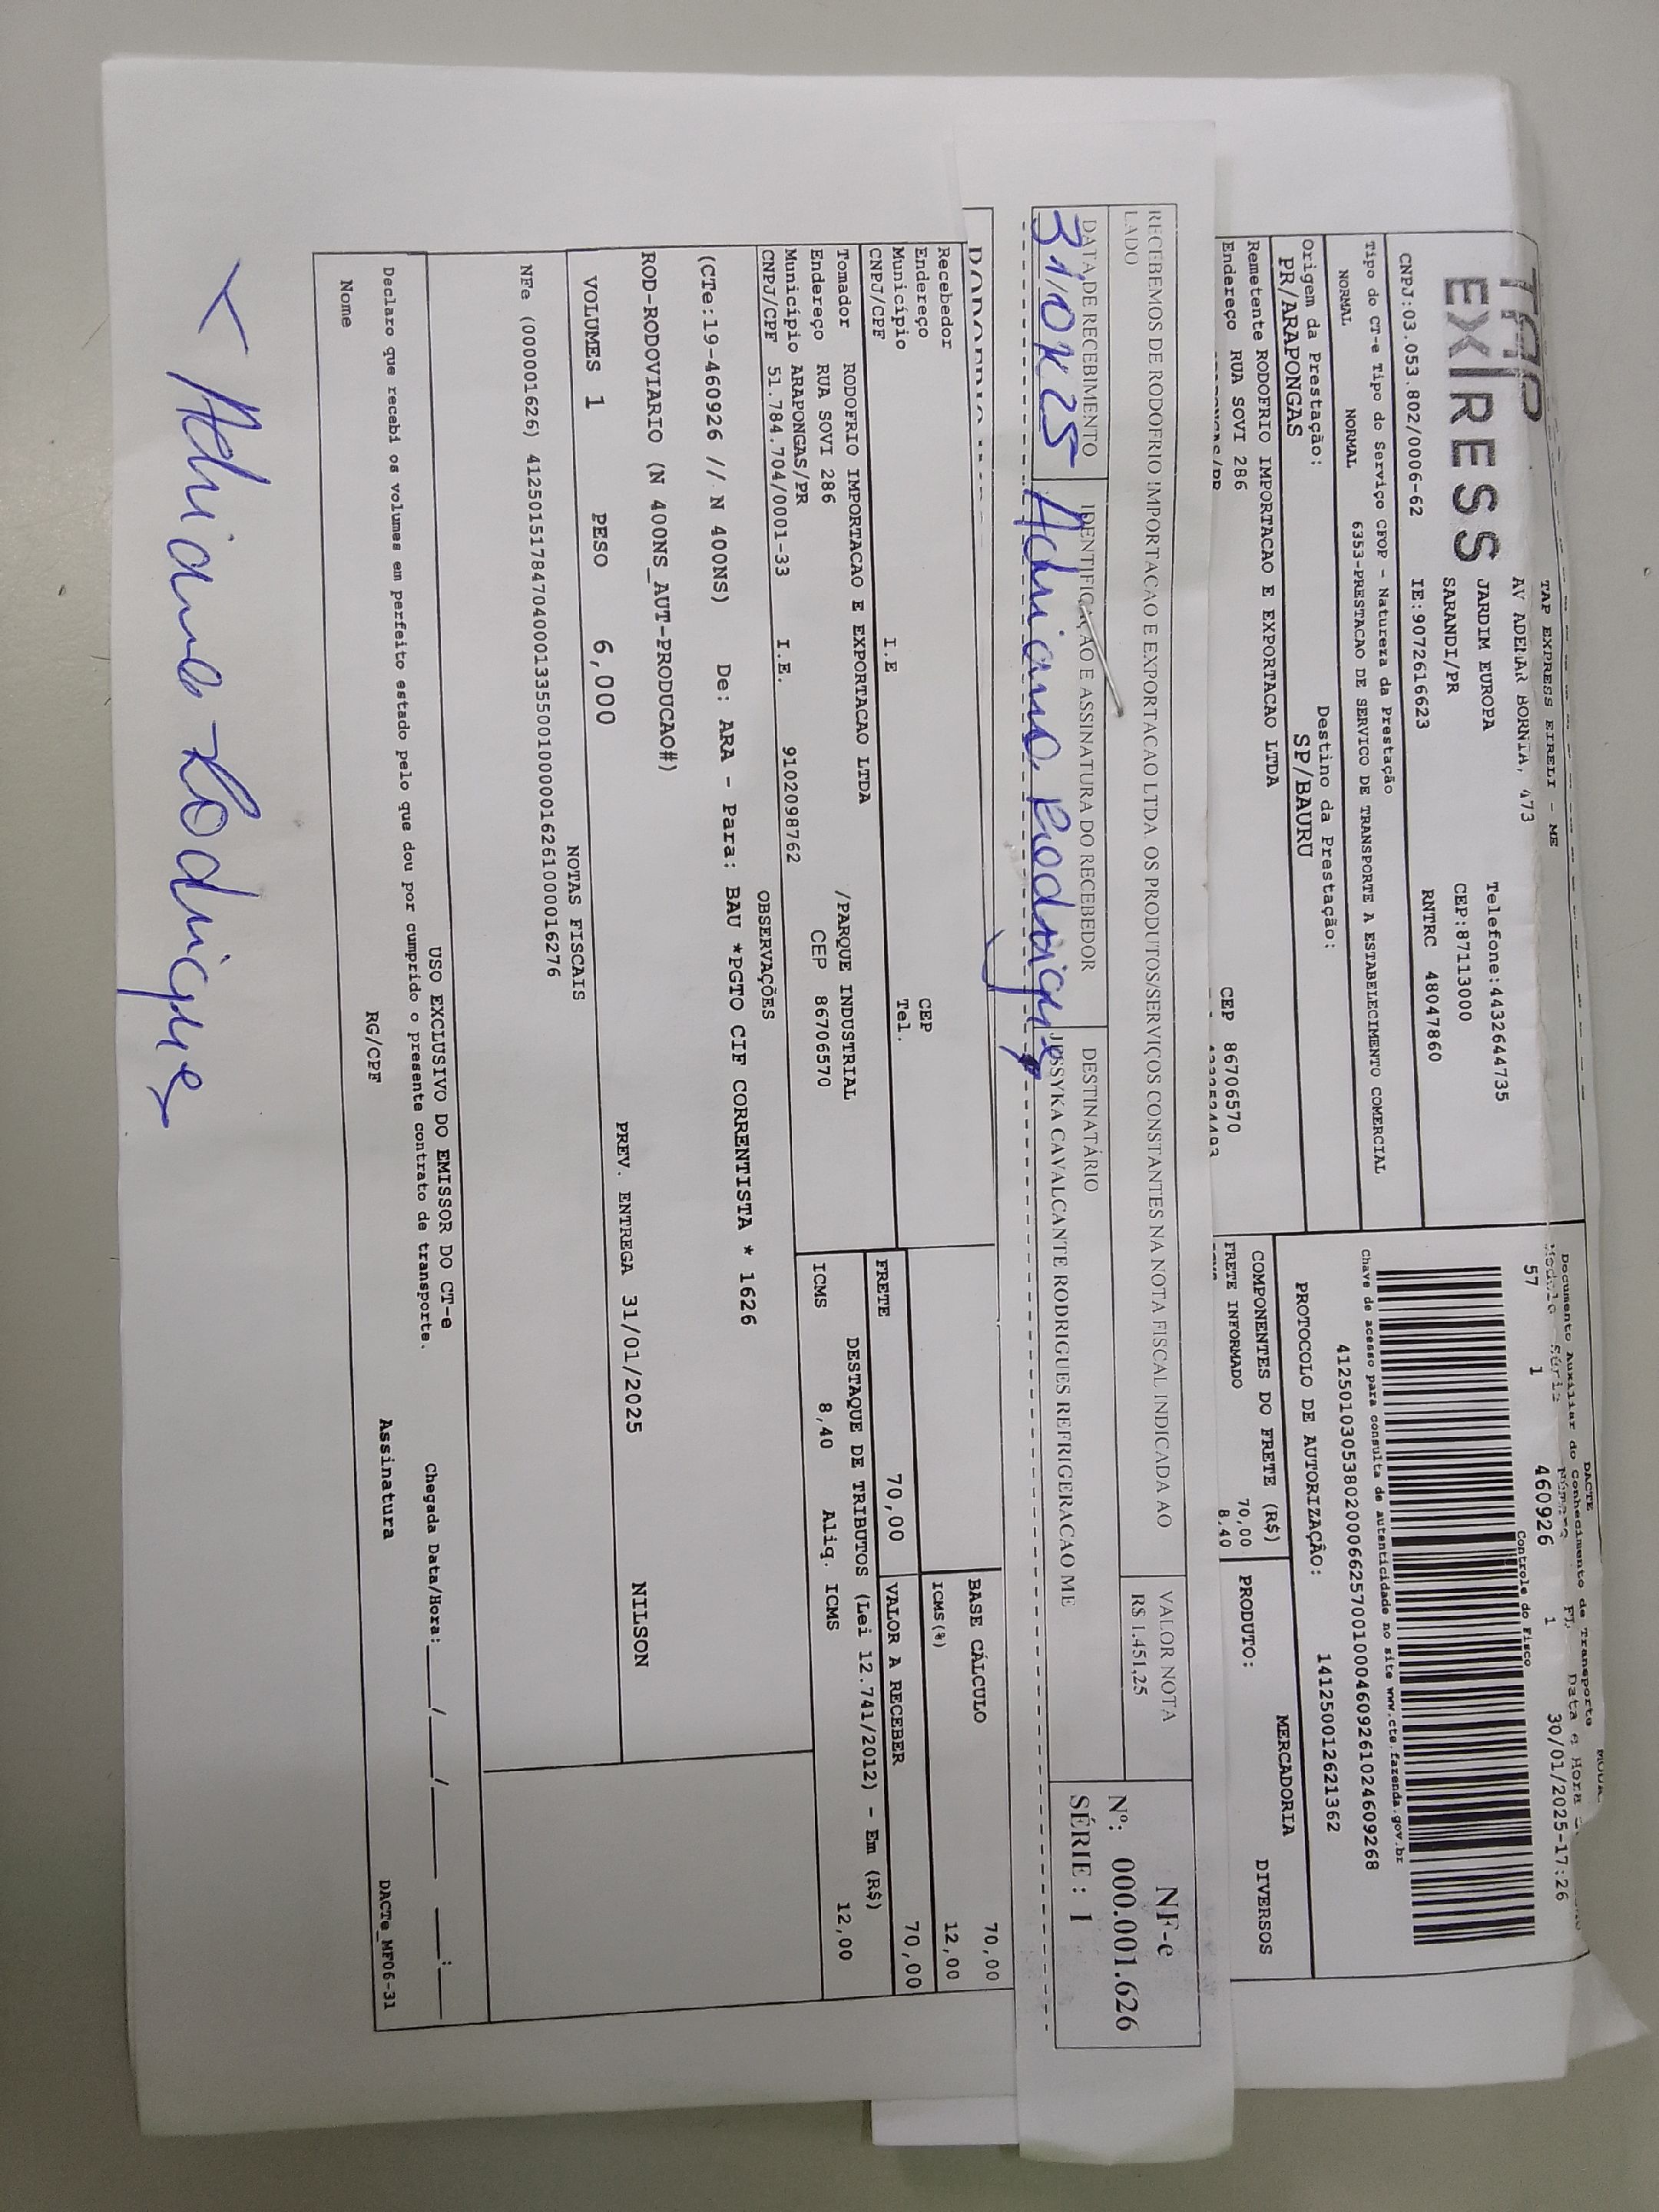 TAP EXPRESS EIRELI - ME
TAP
EXPRESS
AV ADEMAR BORNIA, 473
JARDIM EUROPA
Telefone:4432644735
SARANDI/PR
CEP:87113000
CNPJ:03.053.802/0006-62 IE:9072616623 RNTRC 48047860
Tipo do CT-e Tipo do Serviço CFOP - Natureza da Prestação
NORMAL NORMAL 6353-PRESTACAO DE SERVICO DE TRANSPORTE A ESTABELECIMENTO COMERCIAL
Origem da Prestação: Destino da Prestação:
PR/ARAPONGAS SP/BAURU
Remetente RODOFRIO IMPORTACAO E EXPORTACAO LTDA
Endereço RUA SOVI 286 CEP 86706570
DACTE
Documento Auxiliar do Conhecimento de Transporte
Modelo Série Número FL Data e Hora
57 1 460926 1 30/01/2025-17:26
Controle do Fisco
Chave de acesso para consulta de autenticidade no site www.cte.fazenda.gov.br
41250103053802000662570010004609261024609268
PROTOCOLO DE AUTORIZAÇÃO: 141250012621362
COMPONENTES DO FRETE (R$)
FRETE INFORMADO 70,00
8,40
PRODUTO: MERCADORIA DIVERSOS
RECEBEMOS DE RODOFRIO IMPORTACAO E EXPORTACAO LTDA OS PRODUTOS/SERVIÇOS CONSTANTES NA NOTA FISCAL INDICADA AO
LADO
VALOR NOTA
R$ 1.451,25
NF-e
Nº: 000.001.626
SÉRIE : 1
DATA DE RECEBIMENTO IDENTIFICAÇÃO E ASSINATURA DO RECEBEDOR DESTINATÁRIO
JESSYKA CAVALCANTE RODRIGUES REFRIGERACAO ME
Adriano Rodrigue
Recebedor
Endereço CEP
Município Tel.
CNPJ/CPF I.E
BASE CÁLCULO 70,00
ICMS(%) 12,00
FRETE 70,00 VALOR A RECEBER 70,00
Tomador RODOFRIO IMPORTACAO E EXPORTACAO LTDA
Endereço RUA SOVI 286 /PARQUE INDUSTRIAL
Município ARAPONGAS/PR CEP 86706570
CNPJ/CPF 51.784.704/0001-33 I.E. 9102098762
DESTAQUE DE TRIBUTOS (Lei 12.741/2012) - Em (R$)
ICMS 8,40 Aliq. ICMS 12,00
OBSERVAÇÕES
(CTe:19-460926 // N 400NS) De: ARA - Para: BAU *PGTO CIF CORRENTISTA * 1626
ROD-RODOVIARIO (N 400NS_AUT-PRODUCAO#)
VOLUMES 1 PESO 6,000 PREV. ENTREGA 31/01/2025 NILSON
NOTAS FISCAIS
NFe (000001626) 41250151784704000133550010000016261000016276
USO EXCLUSIVO DO EMISSOR DO CT-e
Declaro que recebi os volumes em perfeito estado pelo que dou por cumprido o presente contrato de transporte. Chegada Data/Hora:___/___/____ ___:___
Nome RG/CPF Assinatura DACTe_MF06-31
Adriano Rodrigue